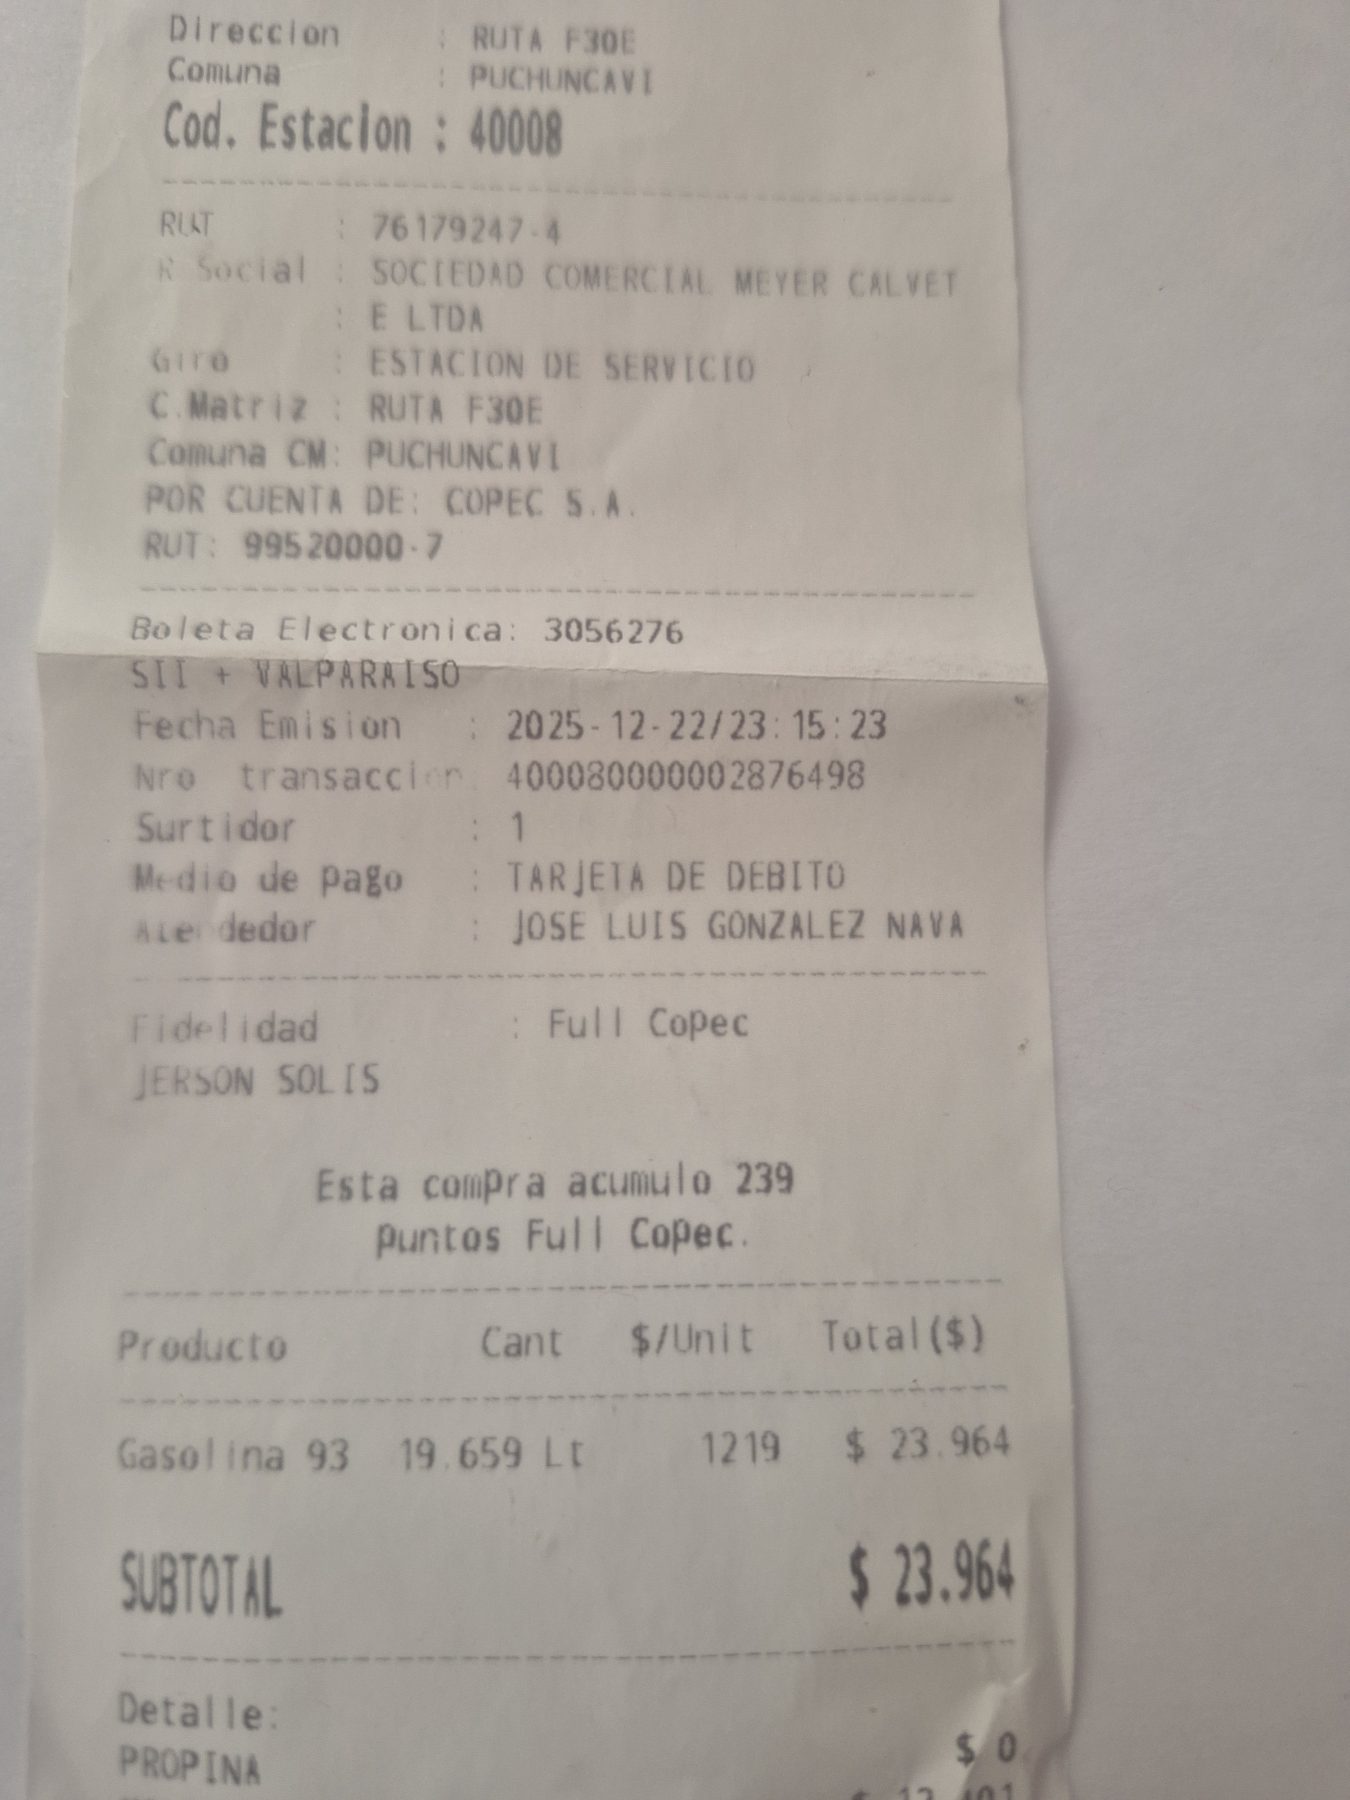 Direccion : RUTA F30E
Comuna : PUCHUNCAVI
Cod. Estacion : 40008
RUT : 76179247-4
R Social : SOCIEDAD COMERCIAL MEYER CALVET
: E LTDA
Giro : ESTACION DE SERVICIO
C.Matriz : RUTA F30E
Comuna CM: PUCHUNCAVI
POR CUENTA DE: COPEC S.A.
RUT: 99520000-7
Boleta Electronica: 3056276
SII + VALPARAISO
Fecha Emision : 2025-12-22/23:15:23
Nro transaccion: 400080000002876498
Surtidor : 1
Medio de pago : TARJETA DE DEBITO
Atendedor : JOSE LUIS GONZALEZ NAVA
Fidelidad : Full Copec
JERSON SOLIS
Esta compra acumulo 239
puntos Full Copec.
Producto Cant $/Unit Total($)
Gasolina 93 19.659 Lt 1219 $ 23.964
SUBTOTAL $ 23.964
Detalle:
PROPINA $ 0